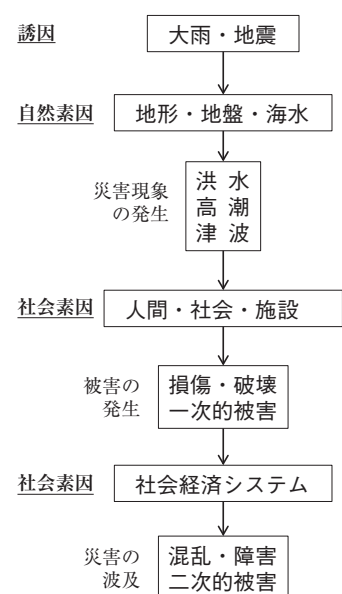 誘因
大雨・地震
自然素因
地形・地盤・海水
災害現象
の発生
洪 水
高 潮
津 波
社会素因
人間・社会・施設
被害の
発生
損傷・破壊
一次的被害
社会素因
社会経済システム
災害の
波及
混乱・障害
二次的被害